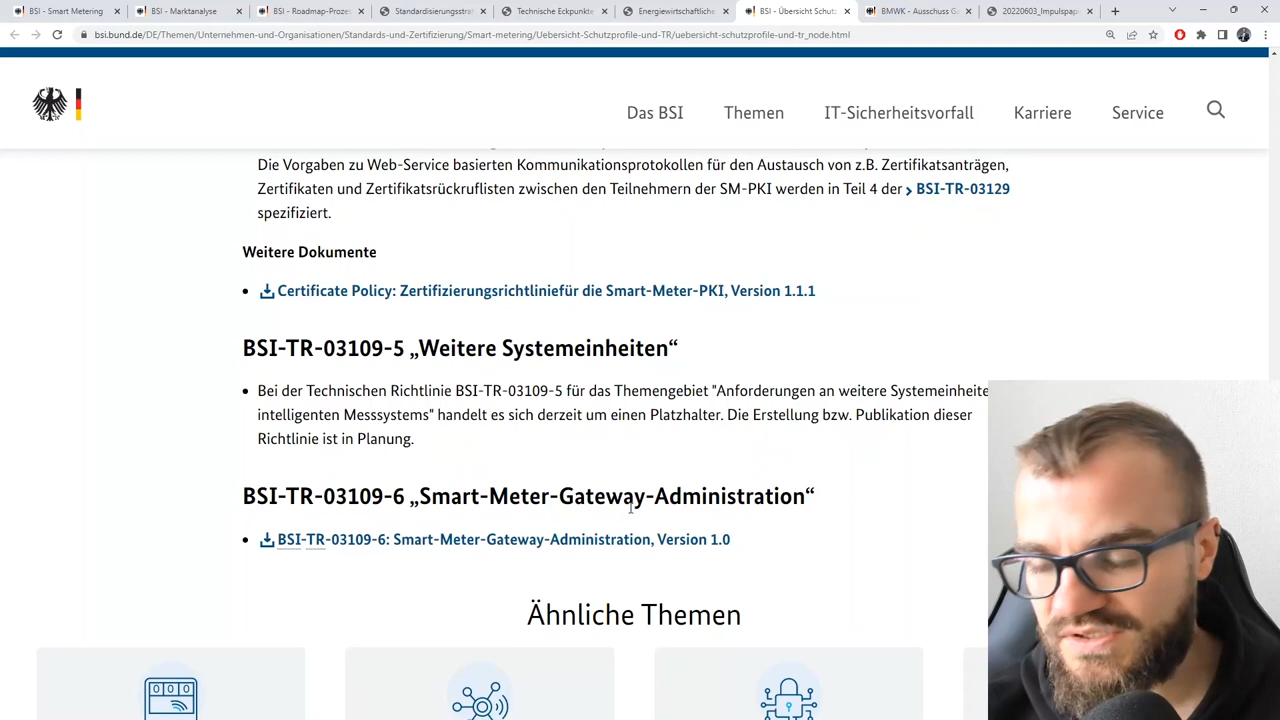 BSI - Smart Metering
BSI - Marktanalyse
BSI - Roadmap-Prozes
Standardisierungsstra
Technische Eckpunkte
Energiewirtschaftliche
BSI - Übersicht Schutz
BMWK - Ausschuss G
20220603_Impulspap
bsi.bund.de/DE/Themen/Unternehmen-und-Organisationen/Standards-und-Zertifizierung/Smart-metering/Uebersicht-Schutzprofile-und-TR/uebersicht-schutzprofile-und-tr_node.html
Das BSI
Themen
IT-Sicherheitsvorfall
Karriere
Service
Die Vorgaben zu Web-Service basierten Kommunikationsprotokollen für den Austausch von z.B. Zertifikatsanträgen,
Zertifikaten und Zertifikatsrückruflisten zwischen den Teilnehmern der SM-PKI werden in Teil 4 der BSI-TR-03129
spezifiziert.
Weitere Dokumente
Certificate Policy: Zertifizierungsrichtliniefür die Smart-Meter-PKI, Version 1.1.1
BSI-TR-03109-5 „Weitere Systemeinheiten“
Bei der Technischen Richtlinie BSI-TR-03109-5 für das Themengebiet "Anforderungen an weitere Systemeinheite
intelligenten Messsystems" handelt es sich derzeit um einen Platzhalter. Die Erstellung bzw. Publikation dieser
Richtlinie ist in Planung.
BSI-TR-03109-6 „Smart-Meter-Gateway-Administration“
BSI-TR-03109-6: Smart-Meter-Gateway-Administration, Version 1.0
Ähnliche Themen